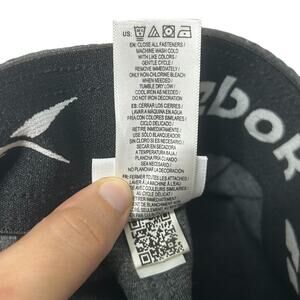 US:
EN: CLOSE ALL FASTENERS /
MACHINE WASH COLD
WITH LIKE COLORS /
GENTLE CYCLE /
REMOVE IMMEDIATELY /
ONLY NON-CHLORINE BLEACH
WHEN NEEDED /
TUMBLE DRY LOW /
COOL IRON AS NEEDED /
DO NOT IRON DECORATION
ES: CERRAR LOS CIERRES /
LAVAR A MÁQUINA EN AGUA
FRÍA CON COLORES SIMILARES /
CICLO DELICADO /
RETIRE INMEDIATAMENTE /
USE SÓLO BLANQUEADOR
SIN CLORO SI ES NECESARIO /
SECAR EN SECADORA
A TEMPERATURA BAJA /
PLANCHA FRÍA CUANDO
SEA NECESARIO /
NO PLANCHAR LA DECORACIÓN
FR: FERMER TOUTES LES ATTACHES /
LAVER À LA MACHINE À L'EAU
AVEC COULEURS SIMILAIRES /
CYCLE DÉLICAT /
RETIRER IMMÉDIATEMENT /
ebok